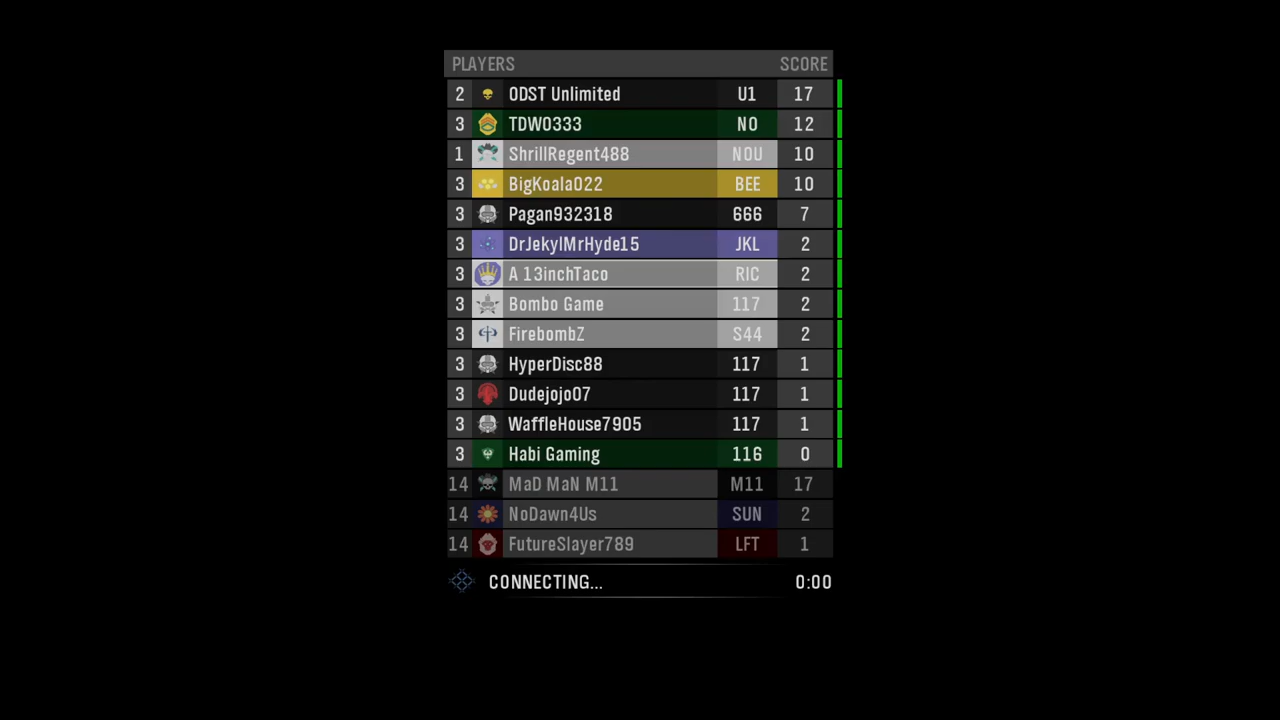 PLAYERS SCORE
2 ODST Unlimited U1 17
3 TDWO333 NO 12
1 ShrillRegent488 NOU 10
3 BigKoala022 BEE 10
3 Pagan932318 666 7
3 DrJekylMrHyde15 JKL 2
3 A 13inchTaco RIC 2
3 Bombo Game 117 2
3 FirebombZ S44 2
3 HyperDisc88 117 1
3 Dudejojo07 117 1
3 WaffleHouse7905 117 1
3 Habi Gaming 116 0
14 MaD MaN M11 M11 17
14 NoDawn4Us SUN 2
14 FutureSlayer789 LFT 1
CONNECTING... 0:00